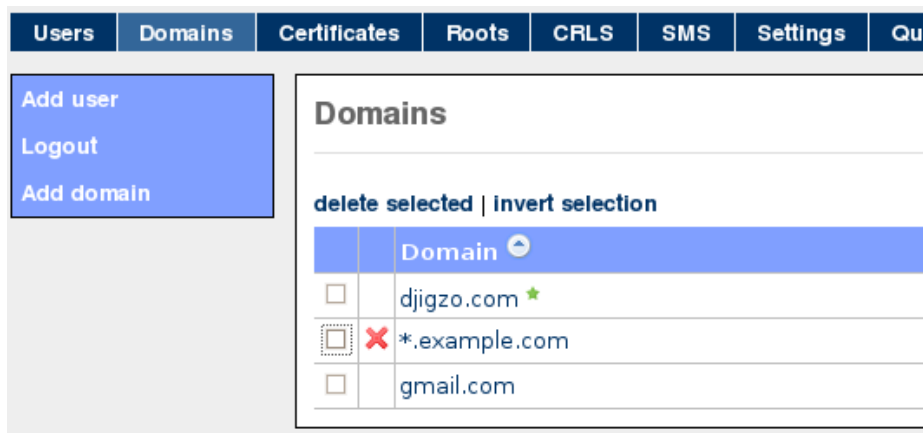 Users Domains Certificates Roots CRLS SMS Settings Qu
Add user
Logout
Add domain
Domains
delete selected | invert selection
Domain
djigzo.com
*.example.com
gmail.com